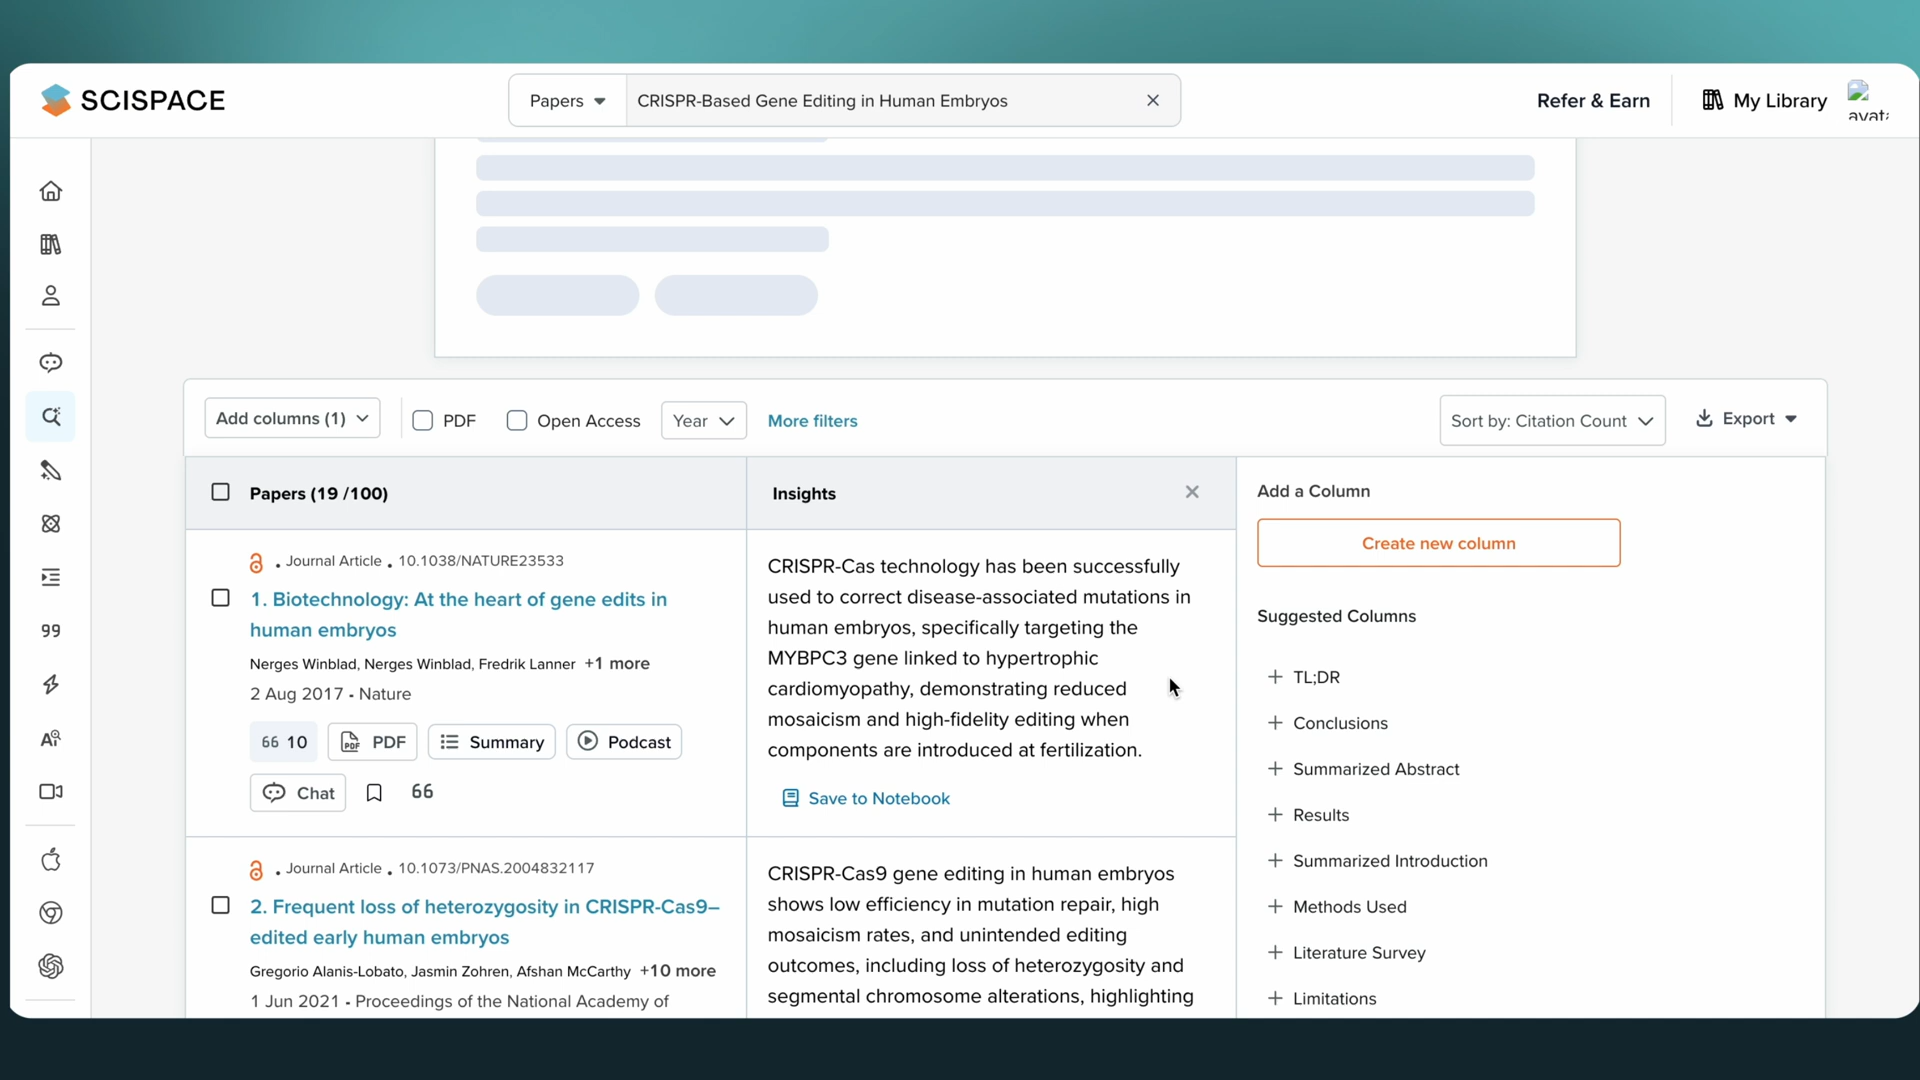 SCISPACE
Papers
CRISPR-Based Gene Editing in Human Embryos
Refer & Earn
My Library
avata
Add columns (1)
PDF
Open Access
Year
More filters
Sort by: Citation Count
Export
Papers (19 /100)
Insights
Add a Column
Create new column
Suggested Columns
TL;DR
Conclusions
Summarized Abstract
Results
Summarized Introduction
Methods Used
Literature Survey
Limitations
Journal Article • 10.1038/NATURE23533
1. Biotechnology: At the heart of gene edits in
human embryos
Nerges Winblad, Nerges Winblad, Fredrik Lanner +1 more
2 Aug 2017 - Nature
10
PDF
Summary
Podcast
Chat
CRISPR-Cas technology has been successfully
used to correct disease-associated mutations in
human embryos, specifically targeting the
MYBPC3 gene linked to hypertrophic
cardiomyopathy, demonstrating reduced
mosaicism and high-fidelity editing when
components are introduced at fertilization.
Save to Notebook
Journal Article • 10.1073/PNAS.2004832117
2. Frequent loss of heterozygosity in CRISPR-Cas9–
edited early human embryos
Gregorio Alanis-Lobato, Jasmin Zohren, Afshan McCarthy +10 more
1 Jun 2021 - Proceedings of the National Academy of
CRISPR-Cas9 gene editing in human embryos
shows low efficiency in mutation repair, high
mosaicism rates, and unintended editing
outcomes, including loss of heterozygosity and
segmental chromosome alterations, highlighting